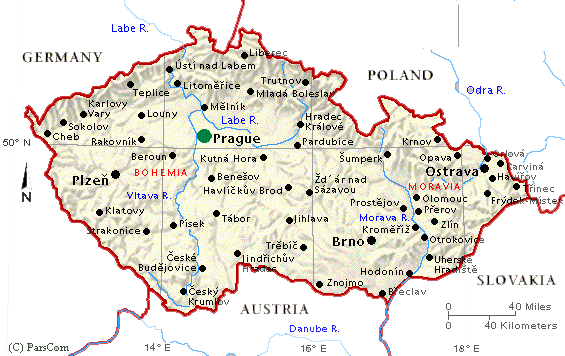 Labe R.
GERMANY
Liberec
Ústí nad Labem
POLAND
Teplice
Litoměřice
Trutnov
Mladá Boleslav
Odra R.
Karlovy
Vary
Mělník
Louny
Labe R.
Hradec
Králové
Sokolov
Cheb
Rakovník
Prague
50° N
Pardubice
Krnov
Orlová
Beroun
Kutná Hora
Šumperk
Opava
Karviná
Plzeň
BOHEMIA
Benešov
Ostrava
Havířov
Žd´ár nad
Sázavou
MORAVIA
Třinec
Vltava R.
Havlíčkův Brod
Olomouc
Frýdek-Místek
N
Klatovy
Tábor
Prostějov
Přerov
Jihlava
Morava R.
Strakonice
Písek
Kroměříž
Zlín
Třebíč
Brno
Otrokovice
České
Budějovice
Jindřichův
Hradec
Uherské
Hradiště
Hodonín
SLOVAKIA
Český
Krumlov
Znojmo
Břeclav
AUSTRIA
40 Miles
40 Kilometers
Danube R.
(C) ParsCom
14° E
16° E
18° E